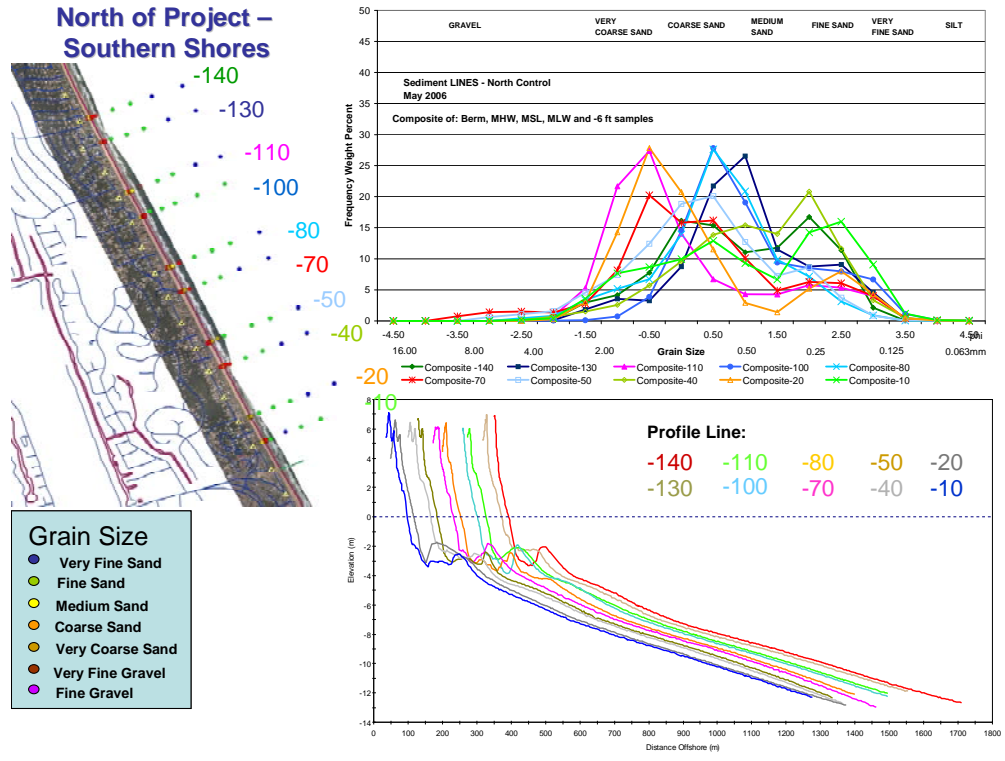 North of Project –
Southern Shores
-140
-130
-110
-100
-80
-70
-50
-40
-20
-10
Grain Size
Very Fine Sand
Fine Sand
Medium Sand
Coarse Sand
Very Coarse Sand
Very Fine Gravel
Fine Gravel
50
45
40
35
30
25
20
15
10
5
0
Frequency Weight Percent
GRAVEL VERY COARSE SAND COARSE SAND MEDIUM SAND FINE SAND VERY FINE SAND SILT
Sediment LINES - North Control
May 2006
Composite of: Berm, MHW, MSL, MLW and -6 ft samples
-4.50 -3.50 -2.50 -1.50 -0.50 0.50 1.50 2.50 3.50 4.50 phi
16.00 8.00 4.00 2.00 Grain Size 0.50 0.25 0.125 0.063mm
Composite -140 Composite-130 Composite-110 Composite-100 Composite-80
Composite-70 Composite-50 Composite-40 Composite-20 Composite-10
8
6
4
2
0
-2
-4
-6
-8
-10
-12
-14
Elevation (m)
Profile Line:
-140 -110 -80 -50 -20
-130 -100 -70 -40 -10
0 100 200 300 400 500 600 700 800 900 1000 1100 1200 1300 1400 1500 1600 1700 1800
Distance Offshore (m)